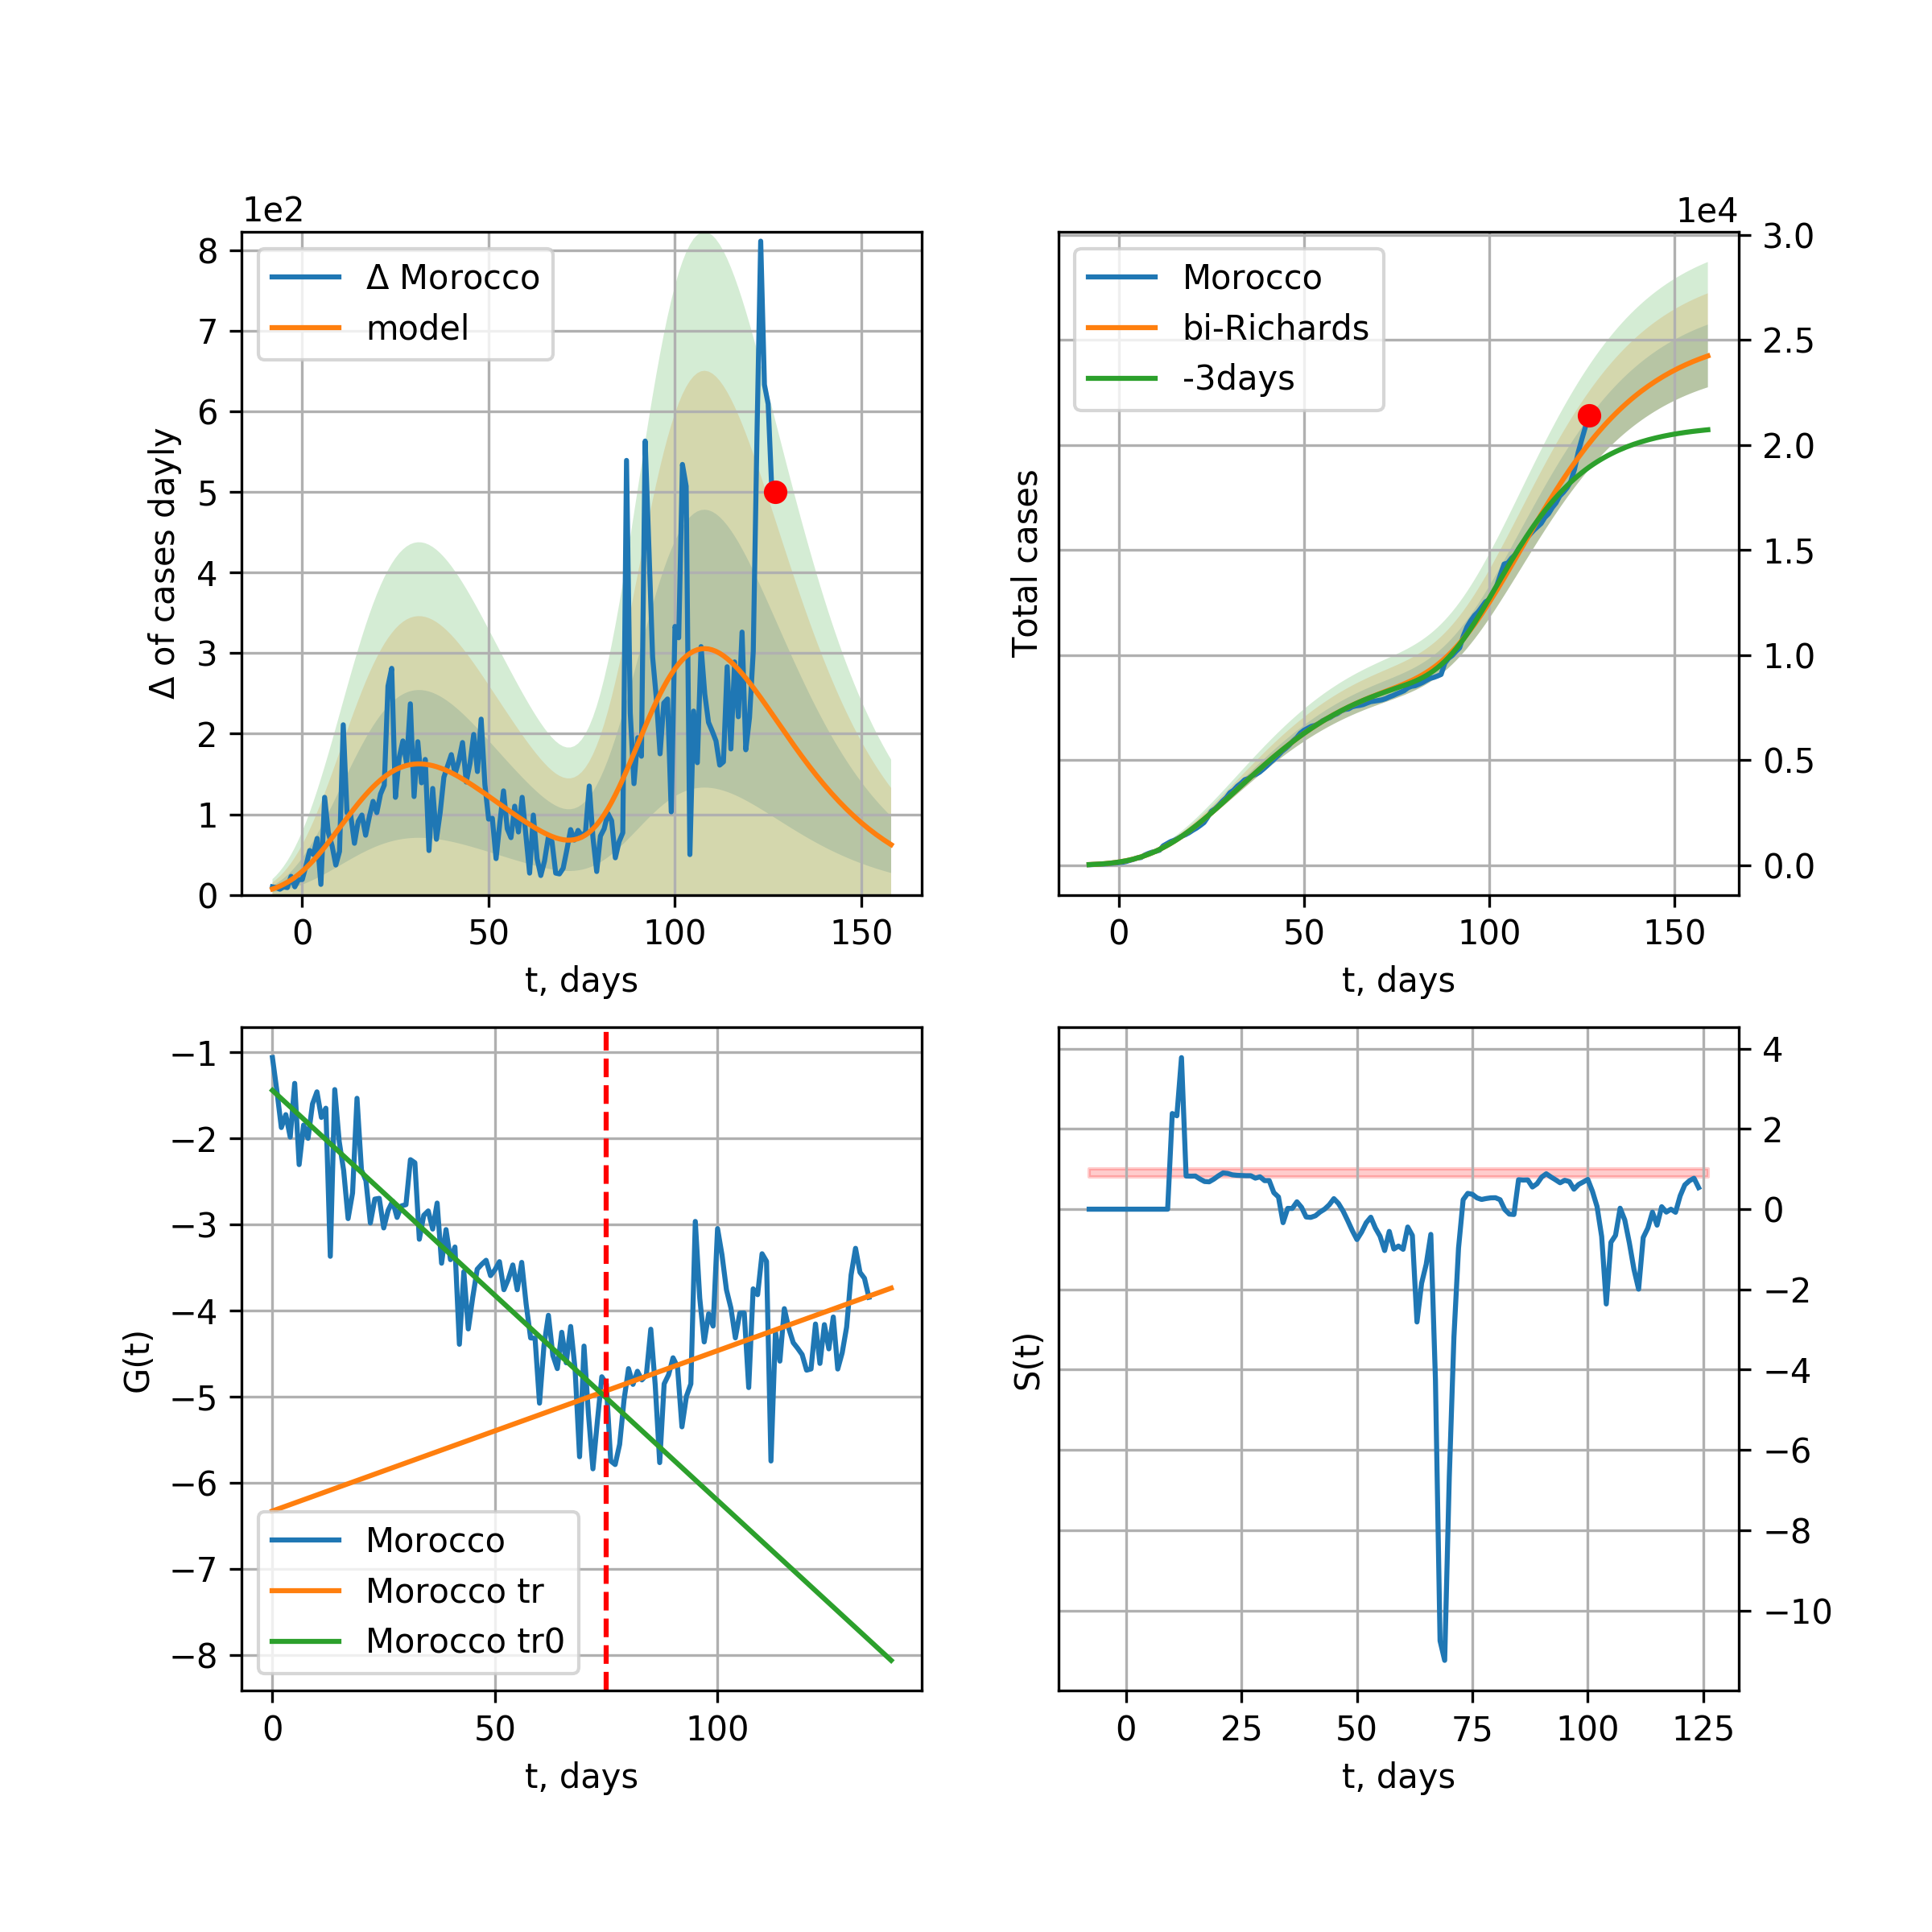 1e2
8
7
6
5
4
3
2
1
0
Δ of cases dayly
Δ Morocco
model
0
50
100
150
t, days
1e4
3.0
2.5
2.0
1.5
1.0
0.5
0.0
Total cases
Morocco
bi-Richards
-3days
0
50
100
150
t, days
−1
−2
−3
−4
−5
−6
−7
−8
G(t)
Morocco
Morocco tr
Morocco tr0
0
50
100
t, days
4
2
0
−2
−4
−6
−8
−10
S(t)
0
25
50
75
100
125
t, days